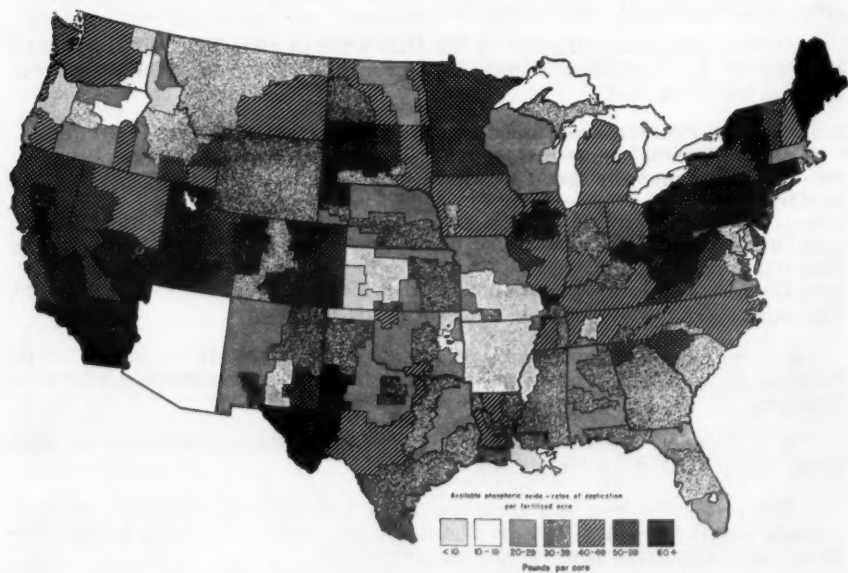 Available phosphoric acids - rates of application
per fertilized acre
<10 10-19 20-29 30-39 40-49 50-59 60+
Pounds per acre